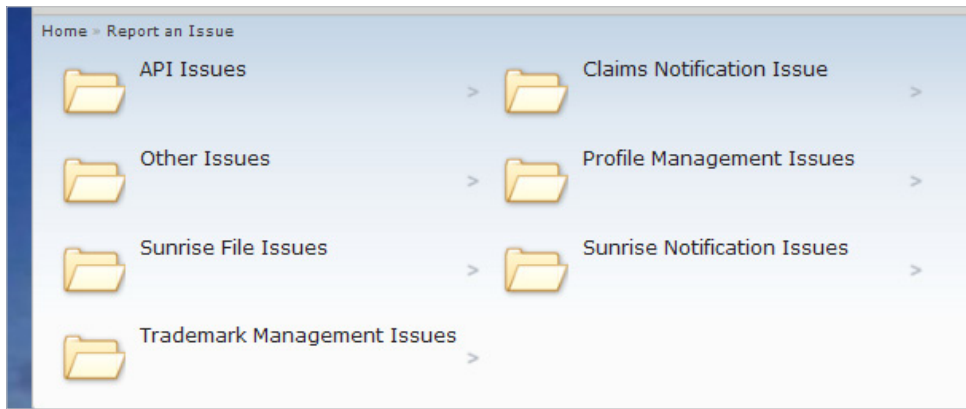 Home » Report an Issue
API Issues
>
Claims Notification Issue
>
Other Issues
>
Profile Management Issues
>
Sunrise File Issues
>
Sunrise Notification Issues
>
Trademark Management Issues
>